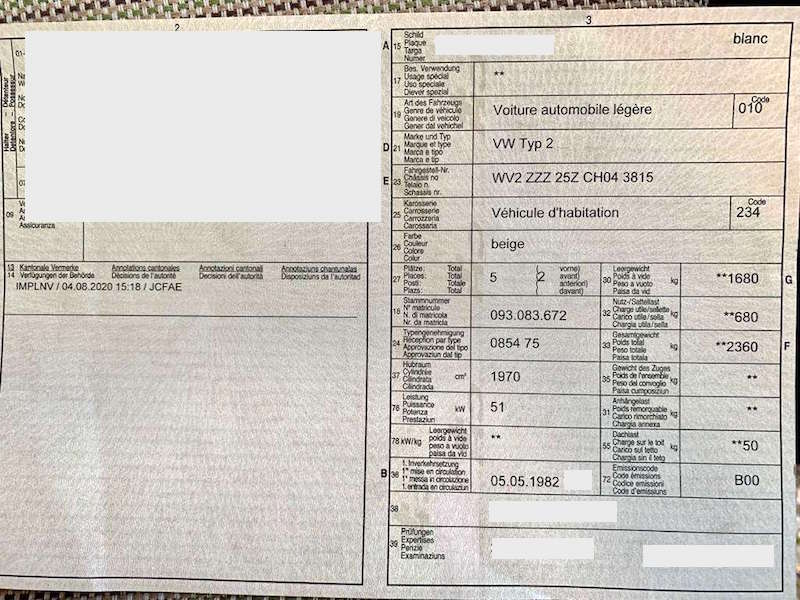 2
01-
Halter – Détenteur
Detentore – Possessur
09
Assicuranza
13
14
Kantonale Vermerke
Verfügungen der Behörde
Annotations cantonales
Décisions de l'autorité
Annotazioni cantonali
Decisioni dell'autorità
Annotaziuns chantunalas
Disposiziuns da l'autoritad
IMPLNV / 04.08.2020 15:18 / JCFAE
3
A 15 Schild
Plaque
Targa
Numer
blanc
17 Bes. Verwendung
Usage spécial
Uso speciale
Diever spezial
**
19 Art des Fahrzeugs
Genre de véhicule
Genere di veicolo
Gener dal vehichel
Voiture automobile légère
Code
010
D 21 Marke und Typ
Marque et type
Marca e tipo
Marca e tip
VW Typ 2
E 23 Fahrgestell-Nr.
Châssis no
Telaio n.
Schassis nr.
WV2 ZZZ 25Z CH04 3815
25 Karosserie
Carrosserie
Carrozzeria
Carossaria
Véhicule d'habitation
Code
234
26 Farbe
Couleur
Colore
Colur
beige
27 Plätze: Total
Places: Total
Posti: Totale
Plazs: Total
5
2
vorne)
avant)
anteriori)
davant)
30 Leergewicht
Poids à vide
Peso a vuoto
Paisa da vid
kg
**1680
G
18 Stammnummer
N° matricule
N. di matricola
Nr. da matricla
093.083.672
32 Nutz-/Sattellast
Charge utile/sellette
Carico utile/sella
Chargia utila/sella
kg
**680
24 Typengenehmigung
Réception par type
Approvazione del tipo
Approvaziun dal tip
0854 75
33 Gesamtgewicht
Poids total
Peso totale
Paisa totala
kg
**2360
F
37 Hubraum
Cylindrée
Cilindrata
Cilindrada
cm³
1970
35 Gewicht des Zuges
Poids de l'ensemble
Peso del convoglio
Paisa cumposiziun
kg
**
76 Leistung
Puissance
Potenza
Prestaziun
kW
51
31 Anhängelast
Poids remorquable
Carico rimorchiato
Chargia annexa
kg
**
78 kW/kg
Leergewicht
poids à vide
peso a vuoto
paisa da vid
**
55 Dachlast
Charge sur le toit
Carico sul tetto
Chargia sin il tetg
kg
**50
B 36 1. Inverkehrsetzung
1re mise en circulation
1a messa in circolazione
1. entrada en circulaziun
05.05.1982
72 Emissionscode
Code émissions
Codice emissioni
Code d'emissiuns
B00
38
39 Prüfungen
Expertises
Perizie
Examinaziuns